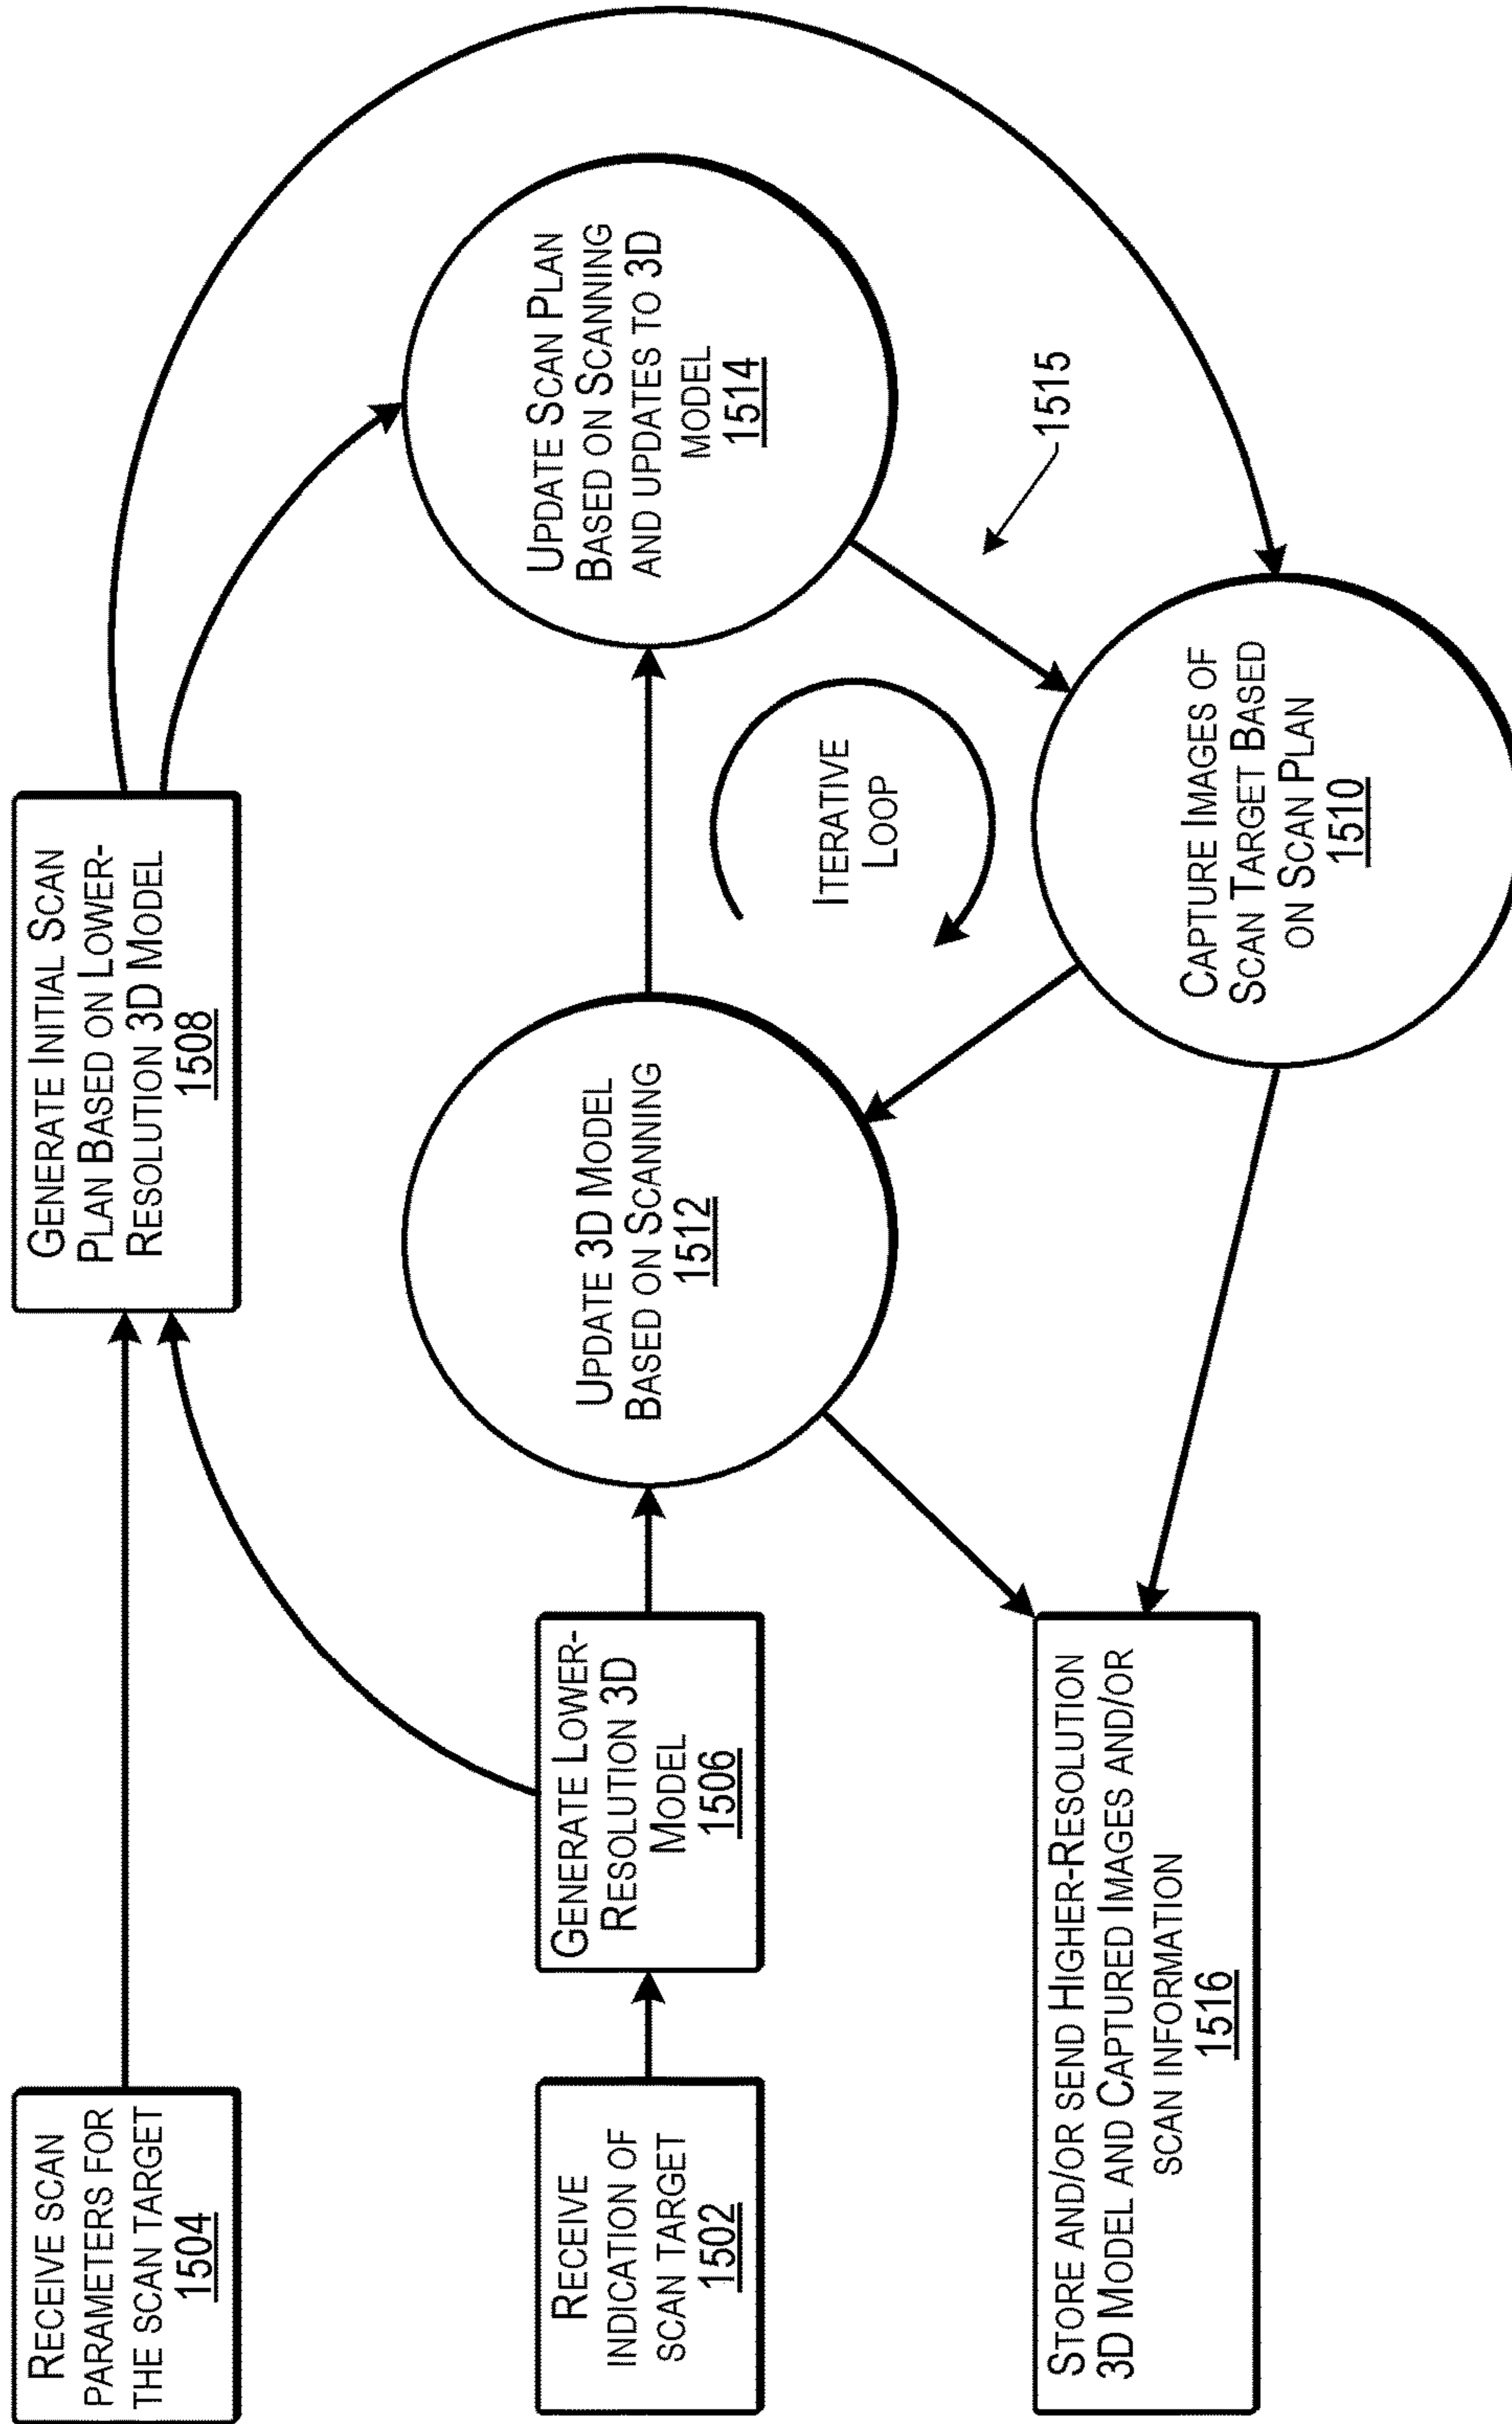 RECEIVE SCAN
PARAMETERS FOR
THE SCAN TARGET
1504
GENERATE INITIAL SCAN
PLAN BASED ON LOWER-
RESOLUTION 3D MODEL
1508
RECEIVE
INDICATION OF
SCAN TARGET
1502
GENERATE LOWER-
RESOLUTION 3D
MODEL
1506
UPDATE 3D MODEL
BASED ON SCANNING
1512
UPDATE SCAN PLAN
BASED ON SCANNING
AND UPDATES TO 3D
MODEL
1514
ITERATIVE
LOOP
1515
STORE AND/OR SEND HIGHER-RESOLUTION
3D MODEL AND CAPTURED IMAGES AND/OR
SCAN INFORMATION
1516
CAPTURE IMAGES OF
SCAN TARGET BASED
ON SCAN PLAN
1510